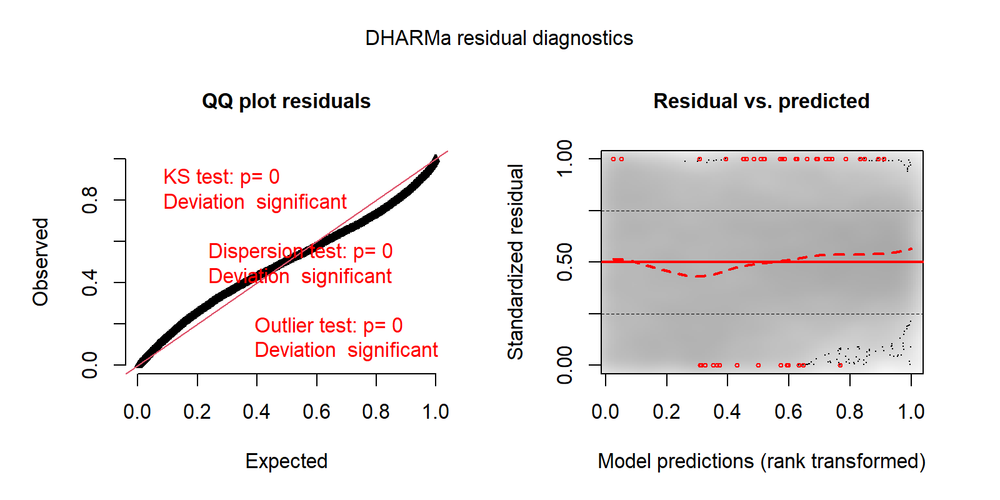 DHARMa residual diagnostics
QQ plot residuals
KS test: p= 0
Deviation  significant
Dispersion test: p= 0
Deviation  significant
Outlier test: p= 0
Deviation  significant
Observed
0.0
0.4
0.8
0.0 0.2 0.4 0.6 0.8 1.0
Expected
Residual vs. predicted
Standardized residual
0.00
0.50
1.00
0.0 0.2 0.4 0.6 0.8 1.0
Model predictions (rank transformed)